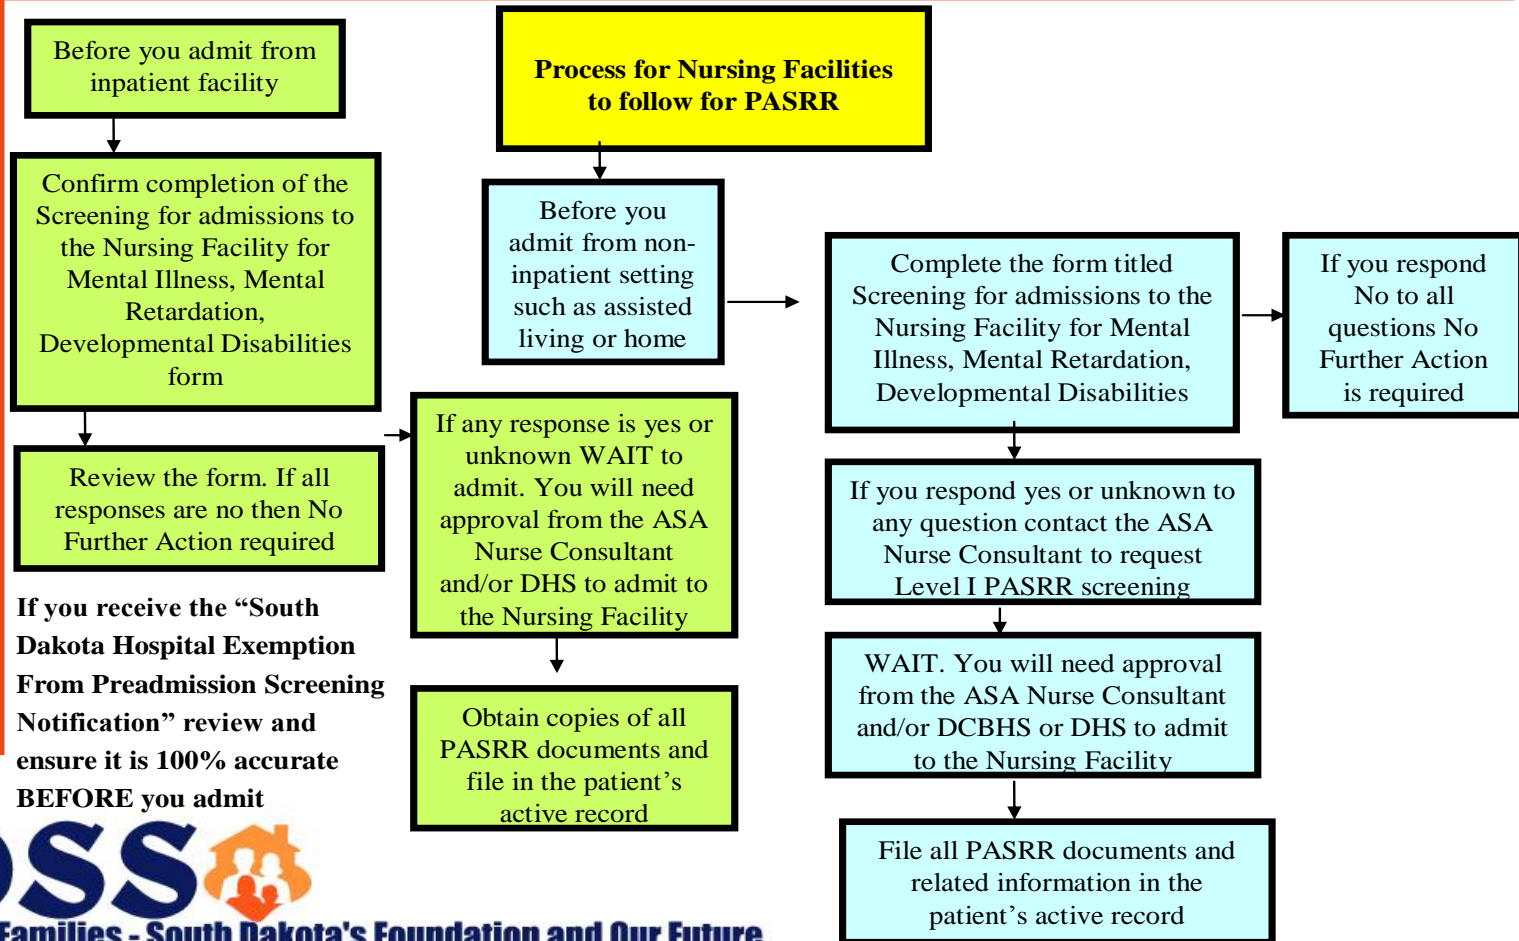 Before you admit from
inpatient facility
Process for Nursing Facilities
to follow for PASRR
Confirm completion of the
Screening for admissions to
the Nursing Facility for
Mental Illness, Mental
Retardation,
Developmental Disabilities
form
Review the form. If all
responses are no then No
Further Action required
If you receive the “South
Dakota Hospital Exemption
From Preadmission Screening
Notification” review and
ensure it is 100% accurate
BEFORE you admit
If any response is yes or
unknown WAIT to
admit. You will need
approval from the ASA
Nurse Consultant
and/or DHS to admit to
the Nursing Facility
Obtain copies of all
PASRR documents and
file in the patient’s
active record
Before you
admit from non-
inpatient setting
such as assisted
living or home
Complete the form titled
Screening for admissions to the
Nursing Facility for Mental
Illness, Mental Retardation,
Developmental Disabilities
If you respond
No to all
questions No
Further Action
is required
If you respond yes or unknown to
any question contact the ASA
Nurse Consultant to request
Level I PASRR screening
WAIT. You will need approval
from the ASA Nurse Consultant
and/or DCBHS or DHS to admit
to the Nursing Facility
File all PASRR documents and
related information in the
patient’s active record
DSS
Families - South Dakota's Foundation and Our Future